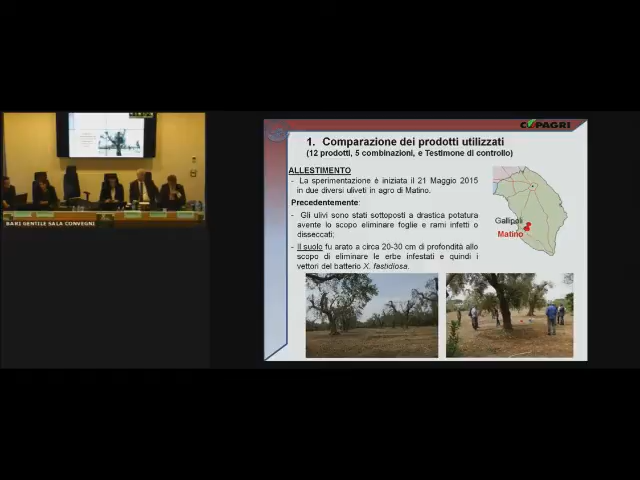 COPAGRI
1. Comparazione dei prodotti utilizzati
(12 prodotti, 5 combinazioni, e Testimone di controllo)
ALLESTIMENTO
- La sperimentazione è iniziata il 21 Maggio 2015
in due diversi uliveti in agro di Matino.
Precedentemente:
- Gli ulivi sono stati sottoposti a drastica potatura
avente lo scopo eliminare foglie e rami infetti o
disseccati;
- Il suolo fu arato a circa 20-30 cm di profondità allo
scopo di eliminare le erbe infestati e quindi i
vettori del batterio X. fastidiosa.
Gallipoli
Matino
BARI GENTILE SALA CONVEGNI